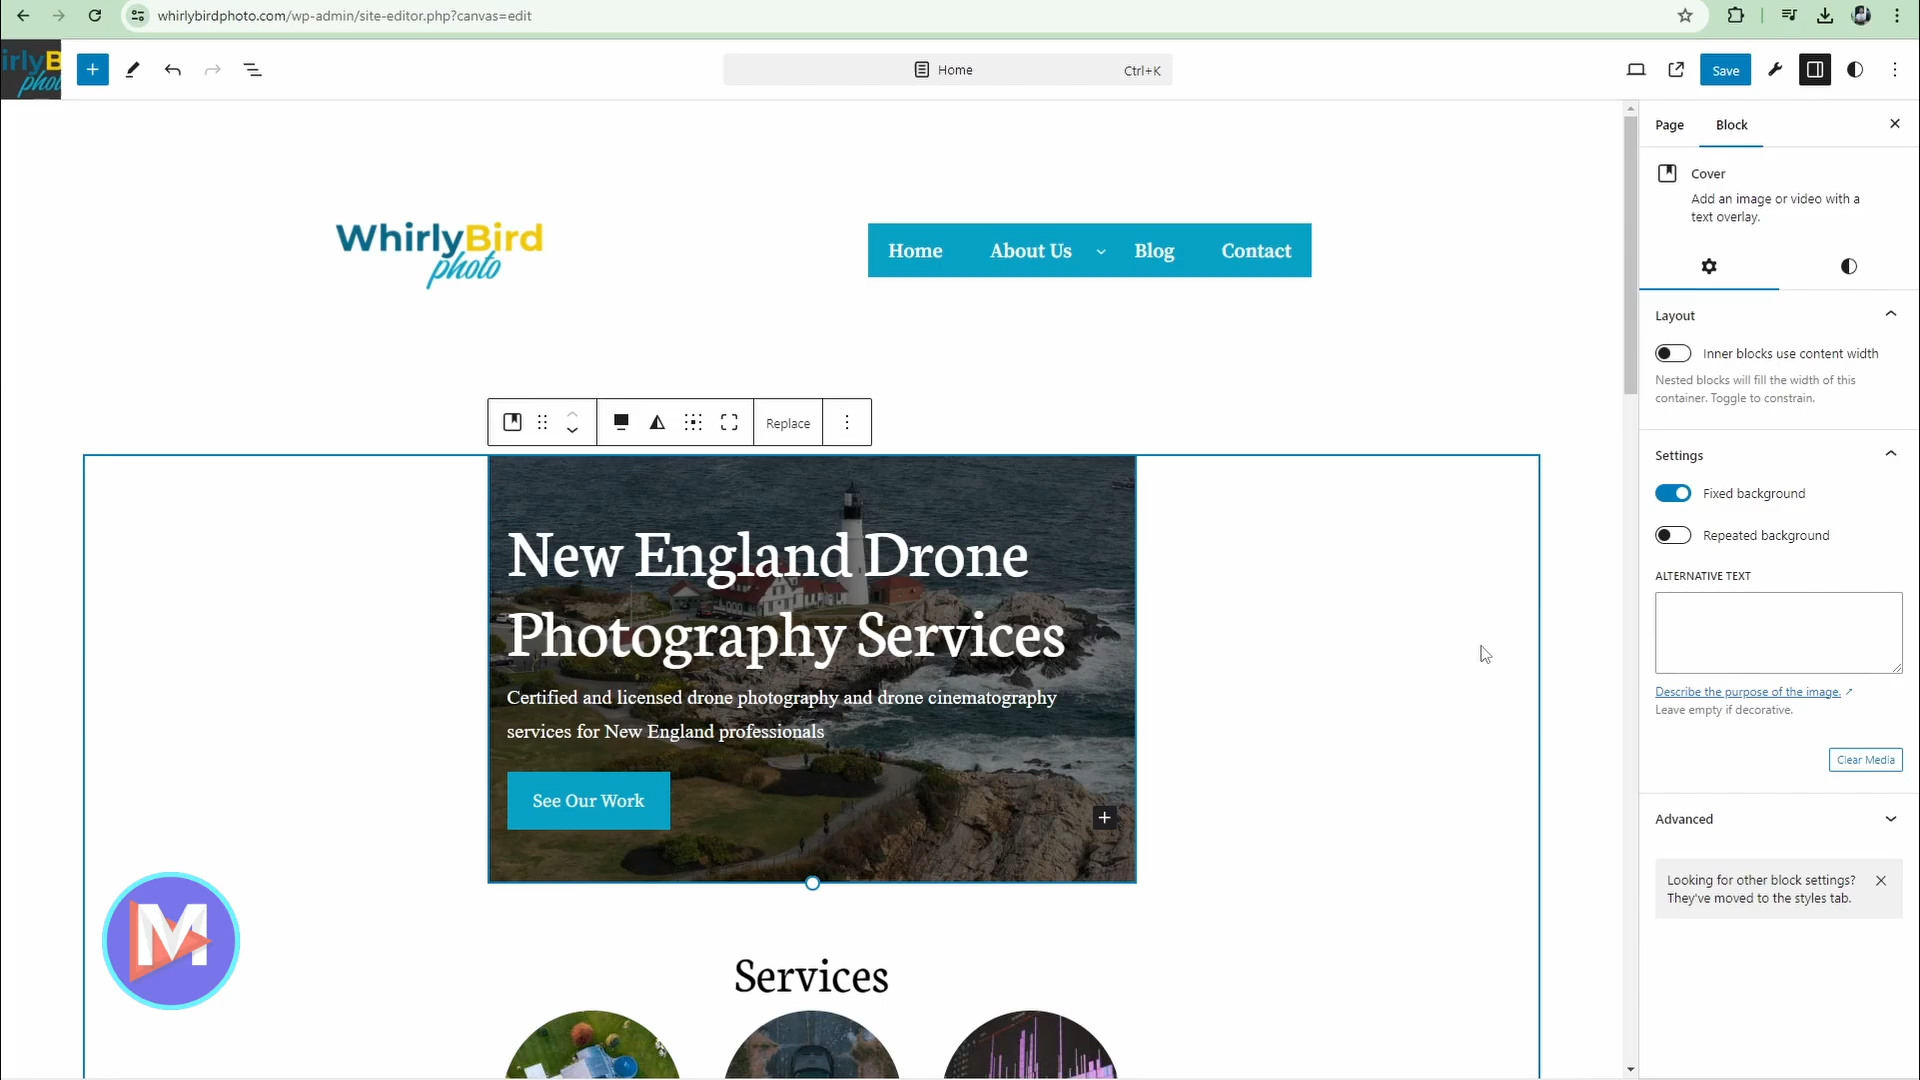 whirlybirdphoto.com/wp-admin/site-editor.php?canvas=edit
irlyB
phot
Home
Ctrl+K
Save
Page
Block
Cover
Add an image or video with a
text overlay.
WhirlyBird
photo
Home
About Us
Blog
Contact
Layout
Inner blocks use content width
Nested blocks will fill the width of this
container. Toggle to constrain.
Replace
Settings
Fixed background
Repeated background
ALTERNATIVE TEXT
Describe the purpose of the image. ↗
Leave empty if decorative.
Clear Media
Advanced
Looking for other block settings?
They've moved to the styles tab.
New England Drone
Photography Services
Certified and licensed drone photography and drone cinematography
services for New England professionals
See Our Work
M
Services